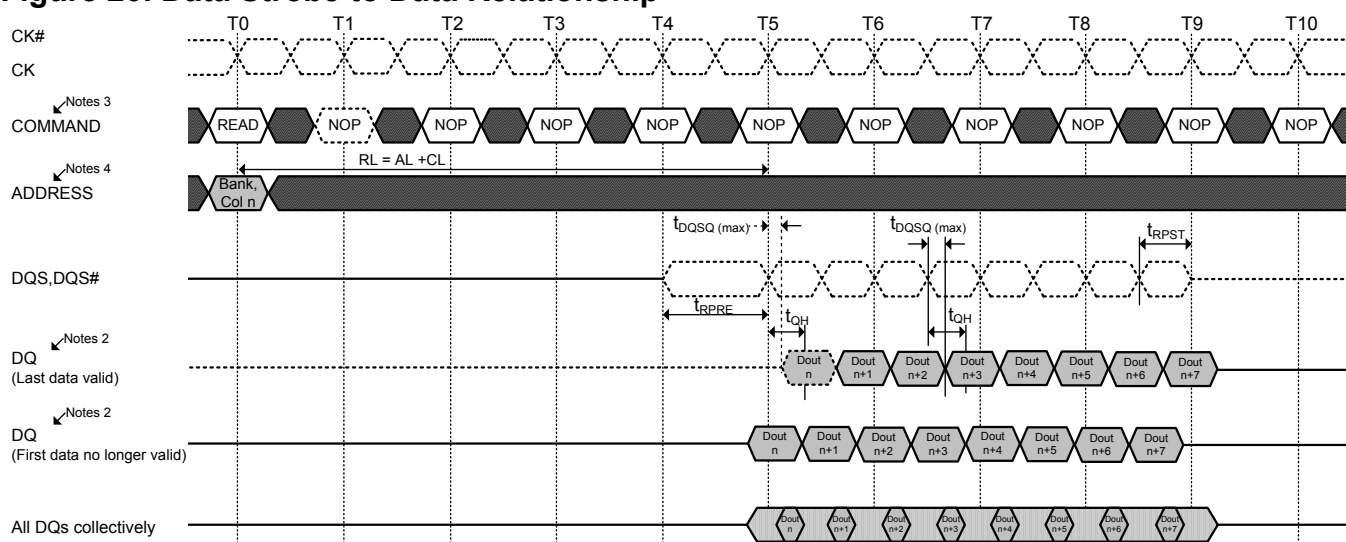 Figure 26. Data Strobe to Data Relationship
T0 T1 T2 T3 T4 T5 T6 T7 T8 T9 T10
CK#
CK
Notes 3
COMMAND
READ NOP NOP NOP NOP NOP NOP NOP NOP NOP NOP
RL = AL +CL
Notes 4
ADDRESS
Bank,
Col n
tDQSQ (max) tDQSQ (max) tRPST
DQS,DQS#
tRPRE tQH tQH
Notes 2
DQ
(Last data valid)
Dout n Dout n+1 Dout n+2 Dout n+3 Dout n+4 Dout n+5 Dout n+6 Dout n+7
Notes 2
DQ
(First data no longer valid)
Dout n Dout n+1 Dout n+2 Dout n+3 Dout n+4 Dout n+5 Dout n+6 Dout n+7
All DQs collectively
Dout n Dout n+1 Dout n+2 Dout n+3 Dout n+4 Dout n+5 Dout n+6 Dout n+7